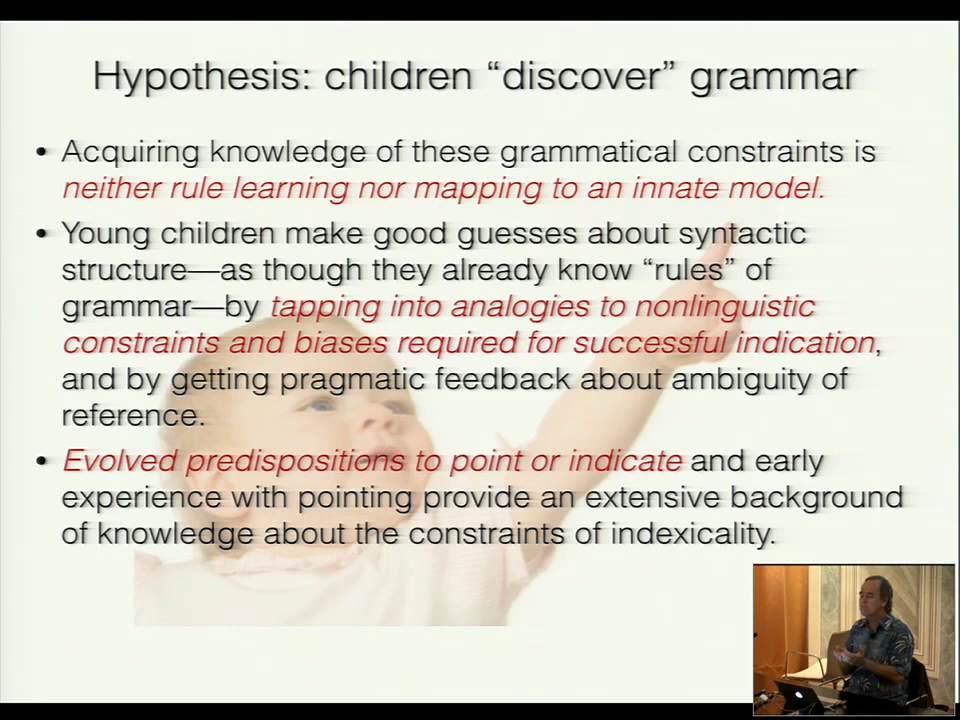 Hypothesis: children “discover” grammar
• Acquiring knowledge of these grammatical constraints is
neither rule learning nor mapping to an innate model.
• Young children make good guesses about syntactic
structure—as though they already know “rules” of
grammar—by tapping into analogies to nonlinguistic
constraints and biases required for successful indication,
and by getting pragmatic feedback about ambiguity of
reference.
• Evolved predispositions to point or indicate and early
experience with pointing provide an extensive background
of knowledge about the constraints of indexicality.